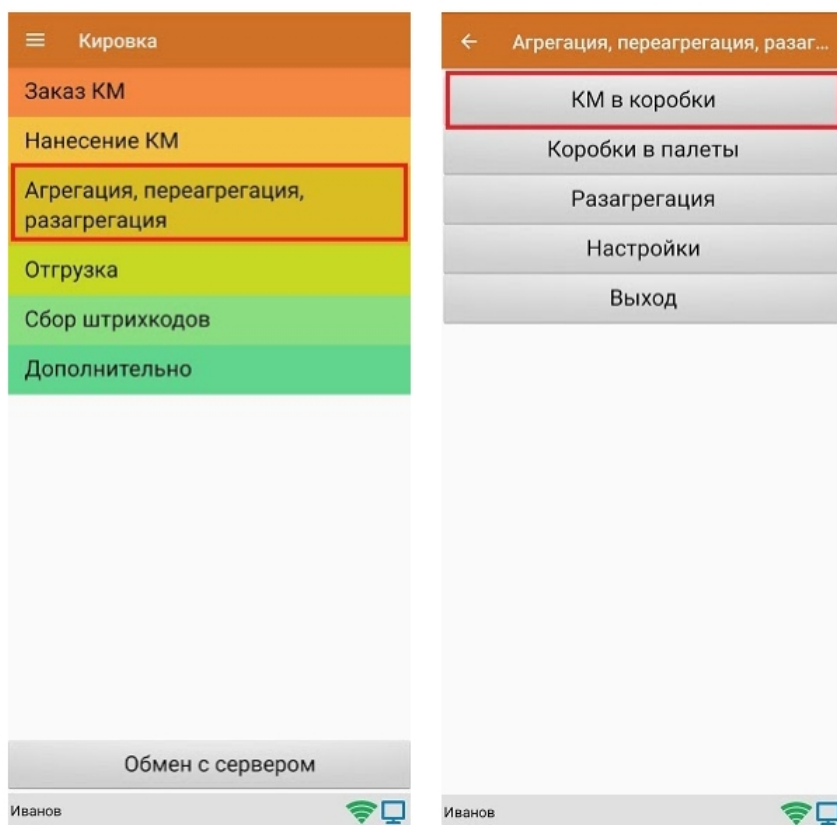 Кировка
Заказ КМ
Нанесение КМ
Агрегация, переагрегация,
разагрегация
Отгрузка
Сбор штрихкодов
Дополнительно
Обмен с сервером
Иванов
Агрегация, переагрегация, разаг...
КМ в коробки
Коробки в палеты
Разагрегация
Настройки
Выход
Иванов